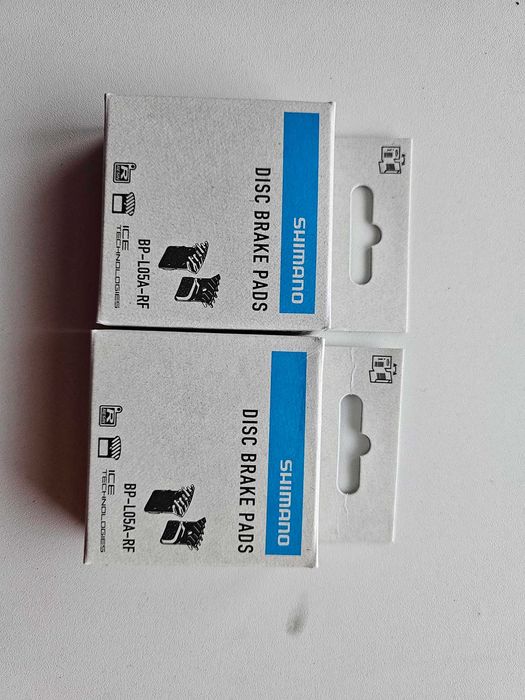 SHIMANO
DISC BRAKE PADS
BP-L05A-RF
ICE
TECHNOLOGIES
SHIMANO
DISC BRAKE PADS
BP-L05A-RF
ICE
TECHNOLOGIES